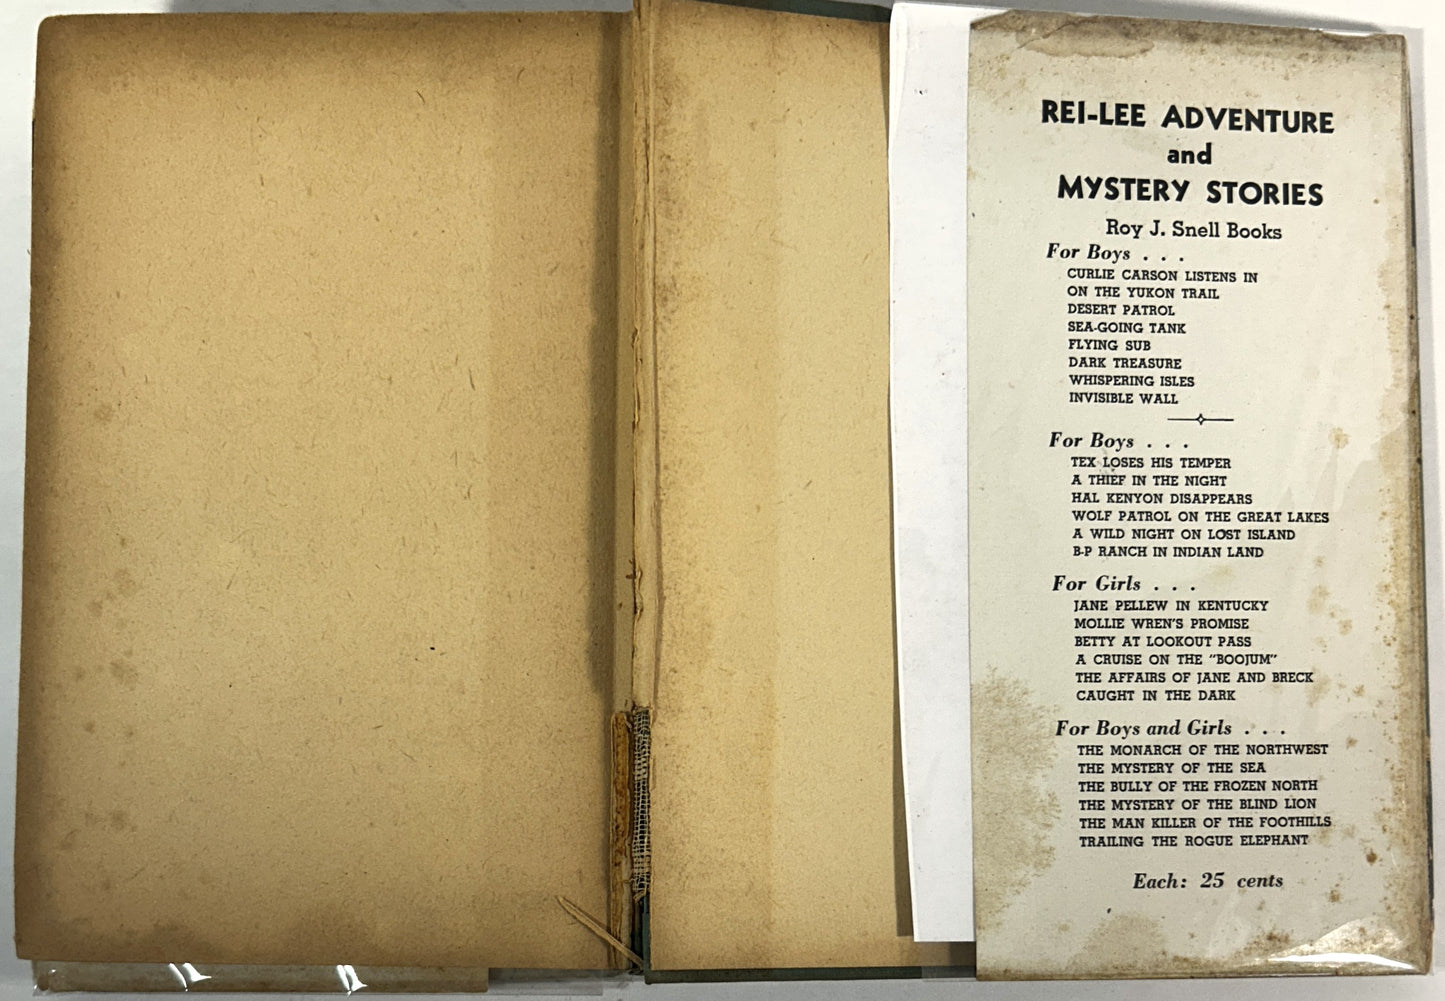 REI-LEE ADVENTURE
and
MYSTERY STORIES
Roy J. Snell Books
For Boys . . .
CURLIE CARSON LISTENS IN
ON THE YUKON TRAIL
DESERT PATROL
SEA-GOING TANK
FLYING SUB
DARK TREASURE
WHISPERING ISLES
INVISIBLE WALL
For Boys . . .
TEX LOSES HIS TEMPER
A THIEF IN THE NIGHT
HAL KENYON DISAPPEARS
WOLF PATROL ON THE GREAT LAKES
A WILD NIGHT ON LOST ISLAND
B-P RANCH IN INDIAN LAND
For Girls . . .
JANE PELLEW IN KENTUCKY
MOLLIE WREN'S PROMISE
BETTY AT LOOKOUT PASS
A CRUISE ON THE "BOOJUM"
THE AFFAIRS OF JANE AND BRECK
CAUGHT IN THE DARK
For Boys and Girls . . .
THE MONARCH OF THE NORTHWEST
THE MYSTERY OF THE SEA
THE BULLY OF THE FROZEN NORTH
THE MYSTERY OF THE BLIND LION
THE MAN KILLER OF THE FOOTHILLS
TRAILING THE ROGUE ELEPHANT
Each: 25 cents